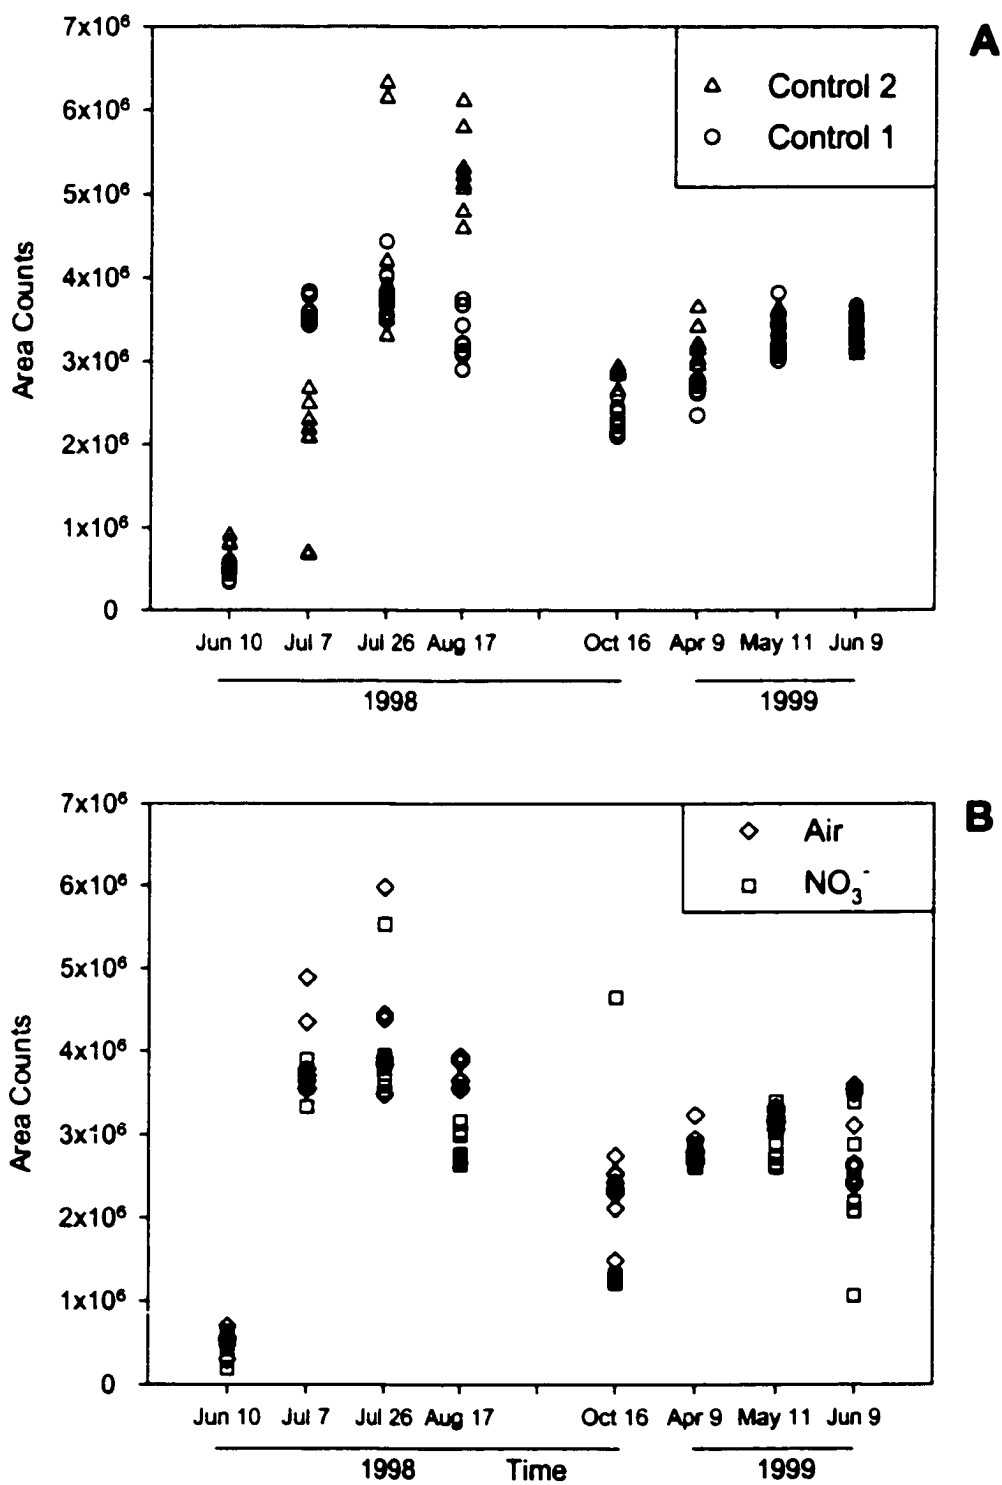 A
7x10⁶
6x10⁶
5x10⁶
4x10⁶
3x10⁶
2x10⁶
1x10⁶
0
Area Counts
Control 2
Control 1
Jun 10 Jul 7 Jul 26 Aug 17 Oct 16 Apr 9 May 11 Jun 9
1998 1999
B
7x10⁶
6x10⁶
5x10⁶
4x10⁶
3x10⁶
2x10⁶
1x10⁶
0
Area Counts
Air
NO₃⁻
Jun 10 Jul 7 Jul 26 Aug 17 Oct 16 Apr 9 May 11 Jun 9
1998 Time 1999